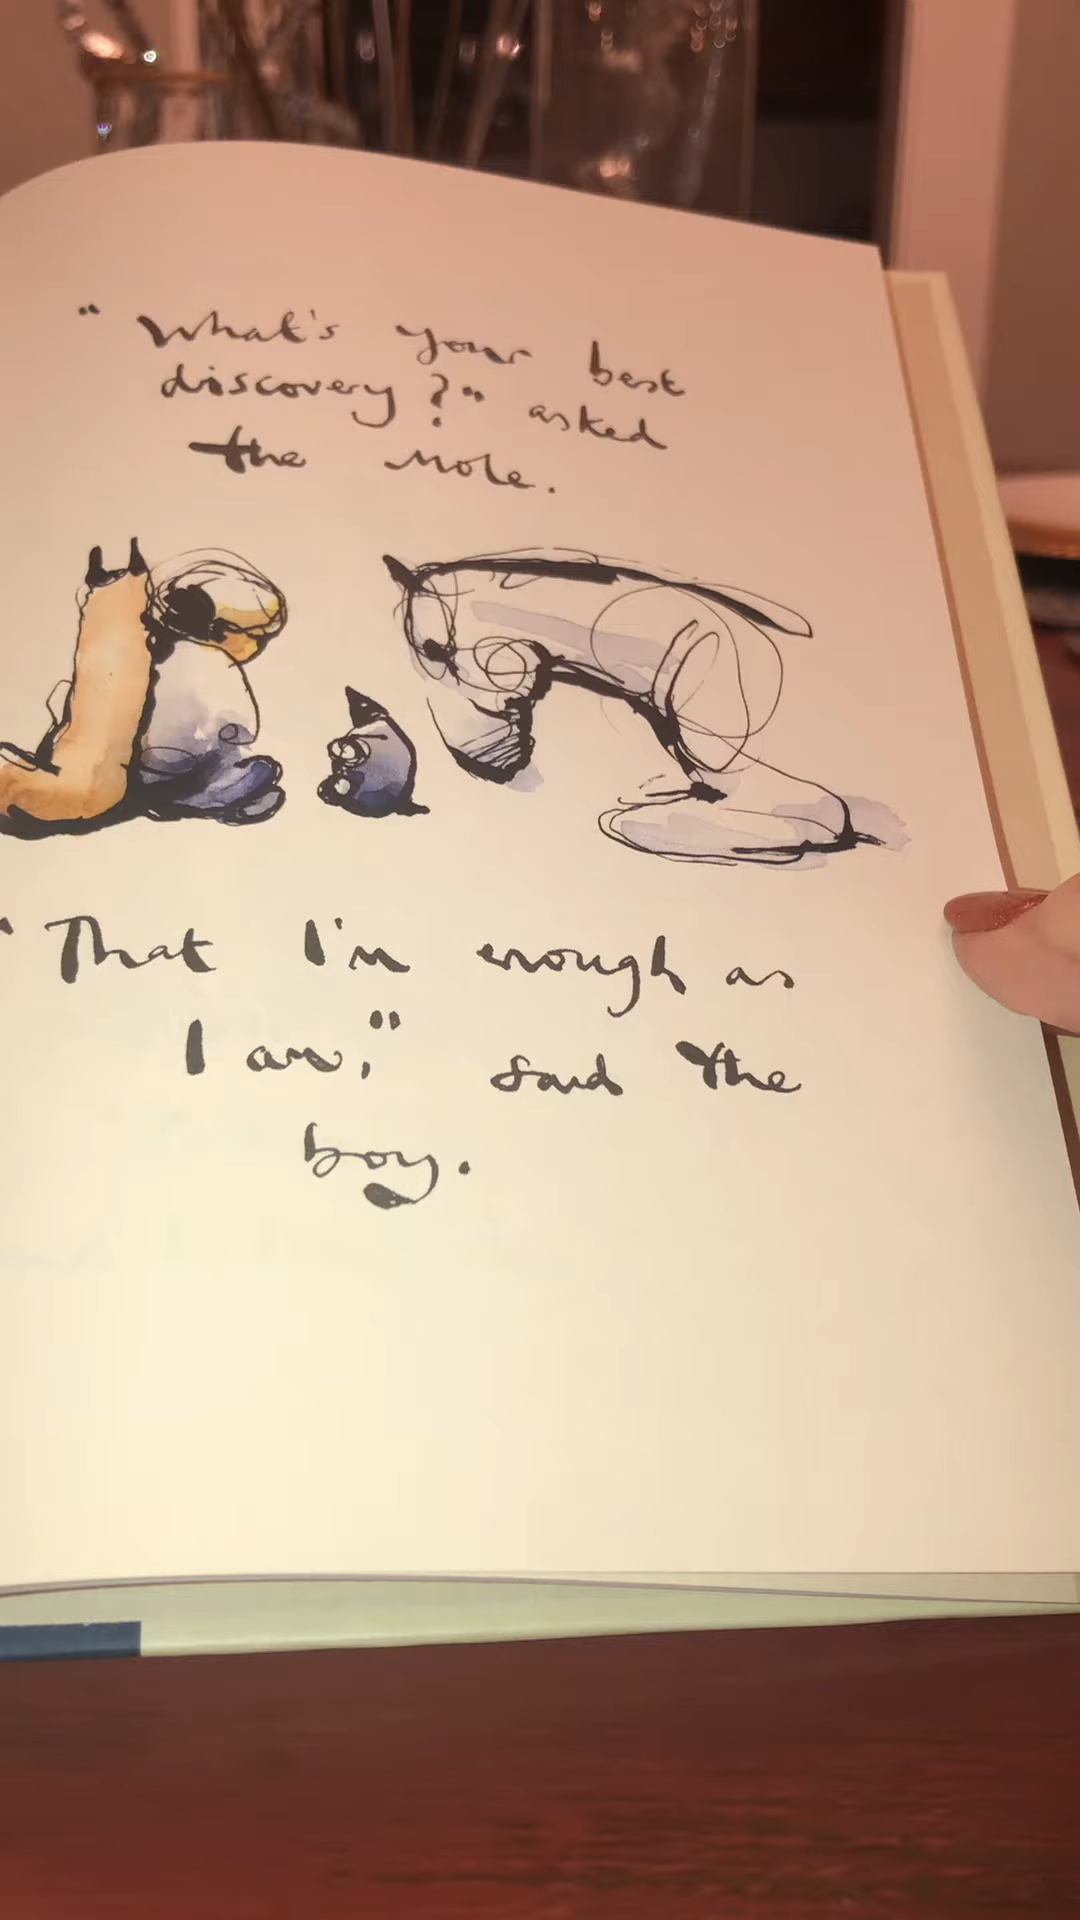 "What's your best
discovery?" asked
the mole.
"That I'm enough as
I am," said the
boy.